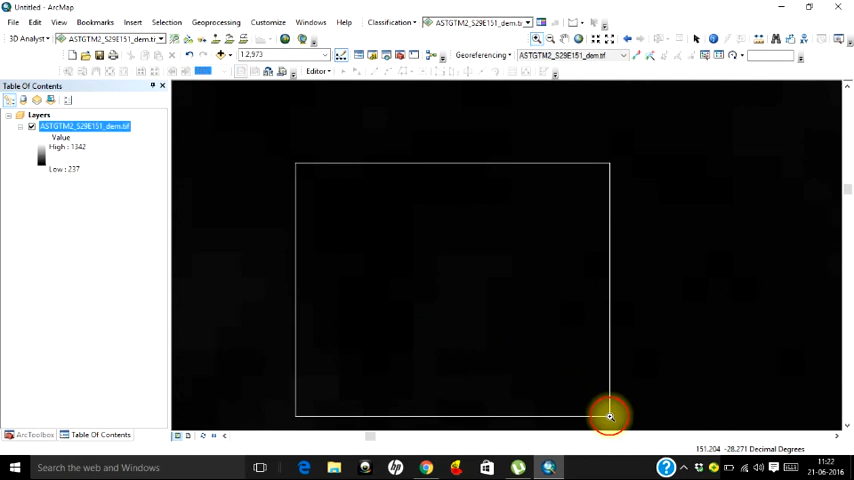 Untitled - ArcMap
File Edit View Bookmarks Insert Selection Geoprocessing Customize Windows Help Classification ASTGTM2_S29E151_dem.ti
3D Analyst ASTGTM2_S29E151_dem.ti
1:2,973 Georeferencing ASTGTM2_S29E151_dem.tif
Editor
Table Of Contents
Layers
ASTGTM2_S29E151_dem.tif
Value
High : 1342
Low : 237
ArcToolbox Table Of Contents
151.204 -28.271 Decimal Degrees
Search the web and Windows
11:22
21-06-2016